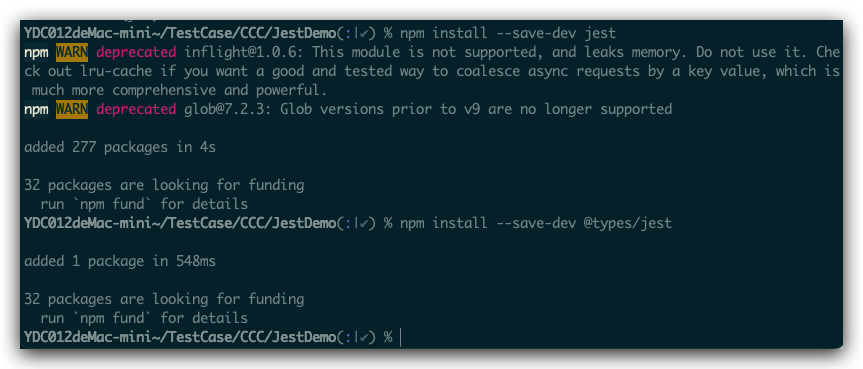 YDC012deMac-mini~/TestCase/CCC/JestDemo(:|✔) % npm install --save-dev jest
npm WARN deprecated inflight@1.0.6: This module is not supported, and leaks memory. Do not use it. Che
ck out lru-cache if you want a good and tested way to coalesce async requests by a key value, which is
 much more comprehensive and powerful.
npm WARN deprecated glob@7.2.3: Glob versions prior to v9 are no longer supported
added 277 packages in 4s
32 packages are looking for funding
  run `npm fund` for details
YDC012deMac-mini~/TestCase/CCC/JestDemo(:|✔) % npm install --save-dev @types/jest
added 1 package in 548ms
32 packages are looking for funding
  run `npm fund` for details
YDC012deMac-mini~/TestCase/CCC/JestDemo(:|✔) %